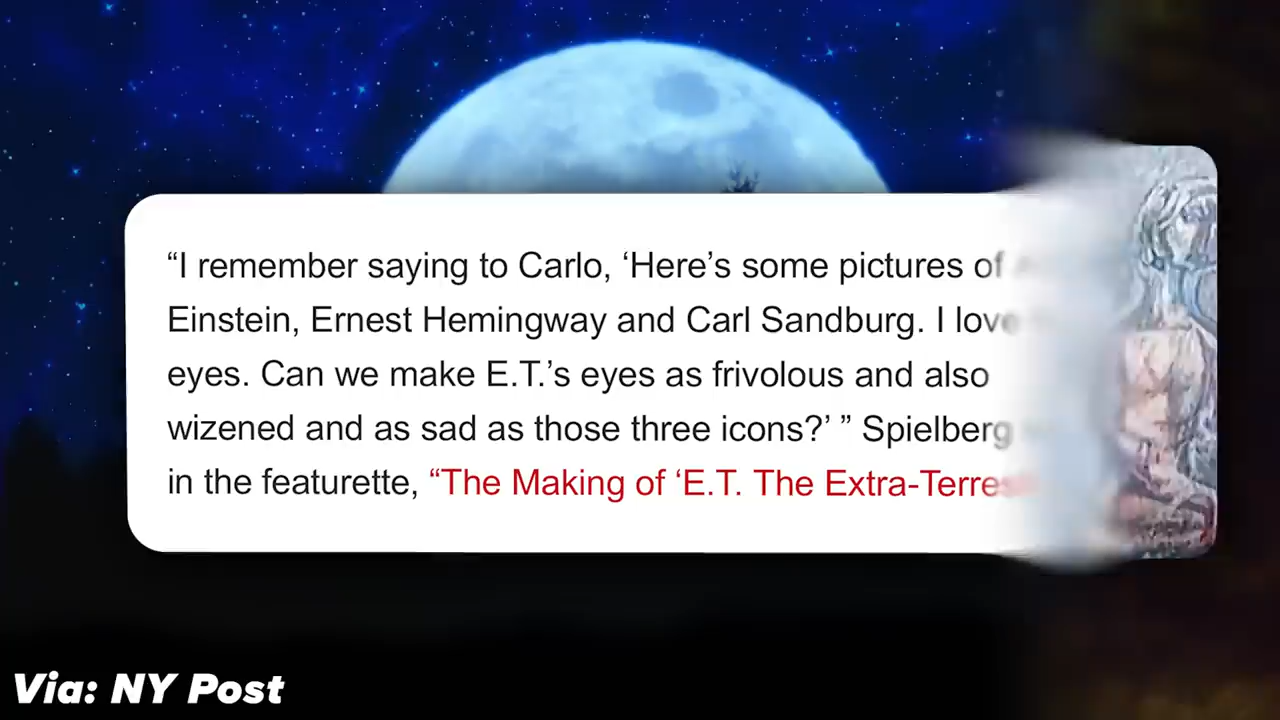 “I remember saying to Carlo, ‘Here’s some pictures of
Einstein, Ernest Hemingway and Carl Sandburg. I love
eyes. Can we make E.T.’s eyes as frivolous and also
wizened and as sad as those three icons?’ ” Spielberg
in the featurette, “The Making of ‘E.T. The
Via: NY Post